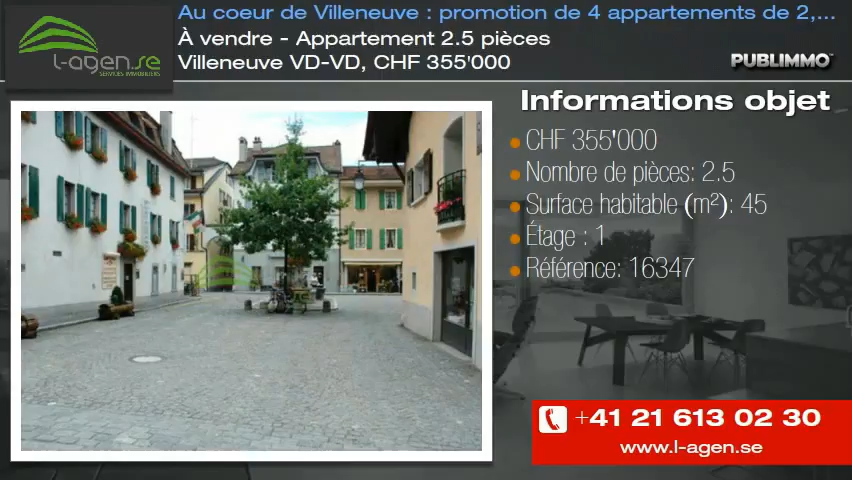 Au coeur de Villeneuve : promotion de 4 appartements de 2,...
À vendre - Appartement 2.5 pièces
Villeneuve VD-VD, CHF 355'000
l-agen.se
SERVICES IMMOBILIERS
PUBLIMMO
Informations objet
CHF 355'000
Nombre de pièces: 2.5
Surface habitable (m²): 45
Étage : 1
Référence: 16347
+41 21 613 02 30
www.l-agen.se